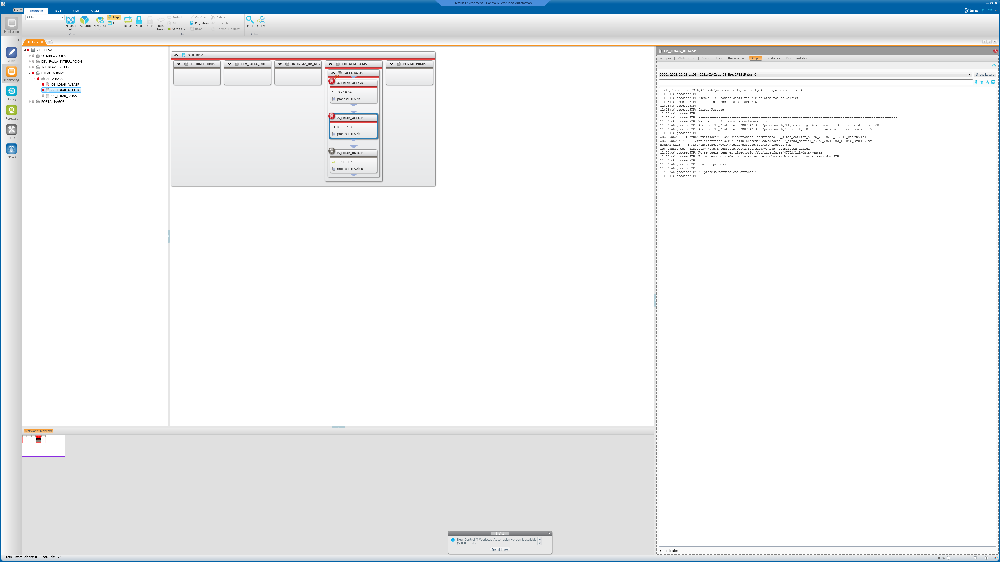 Default Environment - Control-M Workload Automation
File
Viewpoint
Tools
View
Analysis
bmc
?
Monitoring
All Jobs
Expand All
Rearrange
Hierarchy
Map
List
View
Rerun
Hold
Free
Run Now
Restart
Kill
Set to OK
Confirm
Projection
React
Delete
Undelete
External Programs
Job
Find
Order
Actions
All Jobs
Planning
Monitoring
History
Forecast
Tools
News
VTR_DESA
CC-DIRECCIONES
DEV_FALLA_INTERRUPCION
INTERFAZ_HR_ATS
LDI-ALTA-BAJAS
ALTA-BAJAS
OS_LDIAB_ALTASP
OS_LDIAB_ALTASP
OS_LDIAB_BAJASP
PORTAL-PAGOS
VTR_DESA
CC-DIRECCIONES
DEV_FALLA_INTE...
INTERFAZ_HR_ATS
LDI-ALTA-BAJAS
PORTAL-PAGOS
ALTA-BAJAS
OS_LDIAB_ALTASP
10:59 - 10:59
procesoETLA.sh
OS_LDIAB_ALTASP
11:08 - 11:08
procesoETLA.sh
OS_LDIAB_BAJASP
01:40 - 01:40
procesoETLA.sh B
OS_LDIAB_ALTASP
Synopsis | Waiting Info | Script | Log | Belongs To | Output | Statistics | Documentation
00001 2021/02/02 11:08 - 2021/02/02 11:08 Size: 2732 Status: 6
Show Latest
+ /ftp/interfaces/OUTQA/ldiab/proceso/shell/procesoFtp_AltasBajas_Carrier.sh A
11:08:46 procesoFTP: ==============================
11:08:46 procesoFTP: Ejecuci  n Proceso copia via FTP de archivos de Carrier
11:08:46 procesoFTP:    Tipo de proceco a copiar: Altas
11:08:46 procesoFTP: ______________________________
11:08:46 procesoFTP: Inicio Proceso
11:08:46 procesoFTP:
11:08:46 procesoFTP: ------------------------------
11:08:46 procesoFTP: Validaci  n Archivos de configuraci  n
11:08:46 procesoFTP: Archivo /ftp/interfaces/OUTQA/ldiab/proceso/cfg/ftp_user.cfg. Resultado validaci  n existencia : OK
11:08:46 procesoFTP: Archivo /ftp/interfaces/OUTQA/ldiab/proceso/cfg/altas.cfg. Resultado validaci  n existencia : OK
11:08:46 procesoFTP: ------------------------------
ARCHIVOLOG    : /ftp/interfaces/OUTQA/ldiab/proceso/log/procesoFTP_altas_carrier_ALTAS_20210202_110846_DetEje.log
ARCHIVOLOGFTP    : /ftp/interfaces/OUTQA/ldiab/proceso/log/procesoFTP_altas_carrier_ALTAS_20210202_110846_DetFTP.log
NOMBRE_ARCH    : /ftp/interfaces/OUTQA/ldiab/proceso/ftp/ftp_proceso.tmp
ls: cannot open directory /ftp/interfaces/OUTQA/ldi/data/ventas: Permission denied
11:08:46 procesoFTP: No se puede leer en directorio /ftp/interfaces/OUTQA/ldi/data/ventas
11:08:46 procesoFTP: El proceso no puede continuar ya que no hay archivos a copiar al servidor FTP
11:08:46 procesoFTP: ______________________________
11:08:46 procesoFTP: Fin del proceso
11:08:46 procesoFTP:
11:08:46 procesoFTP: El proceso termino con errores : 6
11:08:46 procesoFTP: ==============================
Network Overview
1 / 1
New Control-M Workload Automation version is available
(9.0.00.300)
Install Now
Data is loaded
Total Smart Folders: 0   Total Jobs: 24
100%